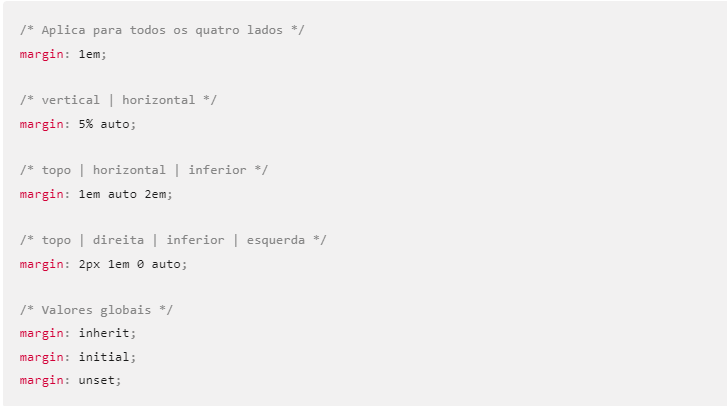 /* Aplica para todos os quatro lados */
margin: 1em;
/* vertical | horizontal */
margin: 5% auto;
/* topo | horizontal | inferior */
margin: 1em auto 2em;
/* topo | direita | inferior | esquerda */
margin: 2px 1em 0 auto;
/* Valores globais */
margin: inherit;
margin: initial;
margin: unset;